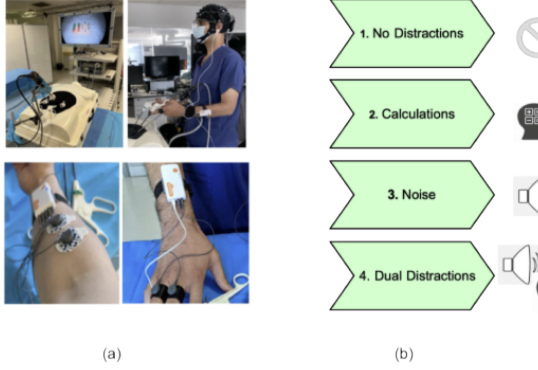 1. No Distractions
2. Calculations
3. Noise
4. Dual Distractions
(a)
(b)